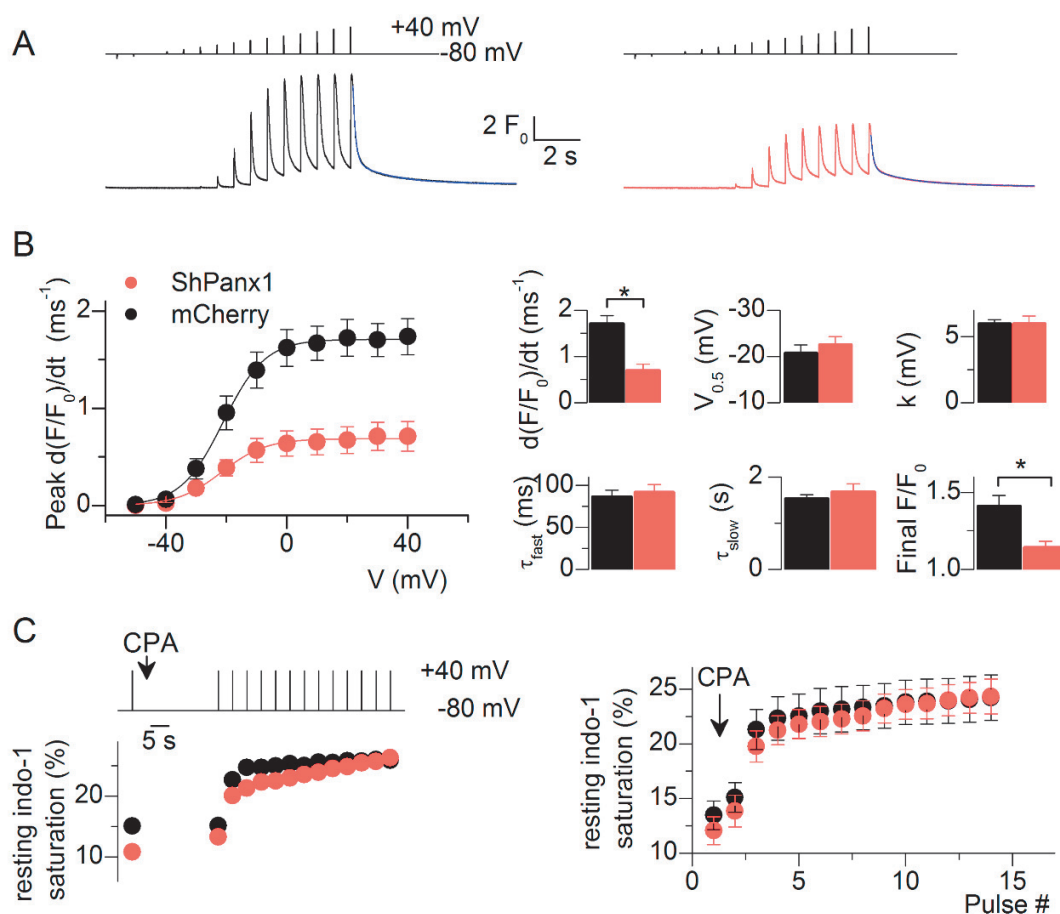 A
+40 mV
-80 mV
2 F0
2 s
B
ShPanx1
mCherry
Peak d(F/F0)/dt (ms-1)
2
1
0
-40
0
40
V (mV)
d(F/F0)/dt (ms-1)
2
1
0
*
V0.5 (mV)
-30
-20
-10
k (mV)
5
0
τfast (ms)
100
50
0
τslow (s)
2
0
Final F/F0
1.5
1.0
*
C
CPA
+40 mV
-80 mV
5 s
resting indo-1
saturation (%)
20
10
CPA
resting indo-1
saturation (%)
25
20
15
10
0
5
10
15
Pulse #